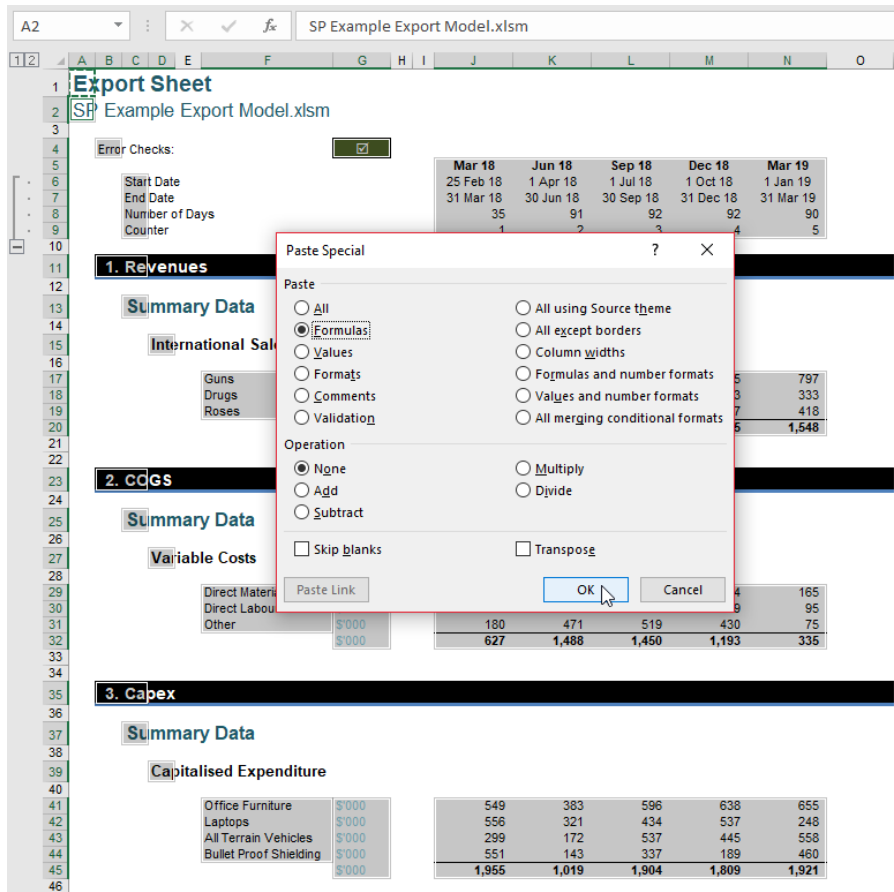 A2 fx SP Example Export Model.xlsm
1 2 A B C D E F G H I J K L M N O
1 Export Sheet
2 SP Example Export Model.xlsm
3
4 Error Checks:
5 Mar 18 Jun 18 Sep 18 Dec 18 Mar 19
6 Start Date 25 Feb 18 1 Apr 18 1 Jul 18 1 Oct 18 1 Jan 19
7 End Date 31 Mar 18 30 Jun 18 30 Sep 18 31 Dec 18 31 Mar 19
8 Number of Days 35 91 92 92 90
9 Counter 1 2 3 4 5
10
Paste Special ?
11 1. Revenues
12
Paste
13 Summary Data
All All using Source theme
14
Formulas All except borders
15 International
Values Column widths
16
17 Guns 797
Formats Formulas and number formats
18 Drugs 333
Comments Values and number formats
19 Roses 418
Validation All merging conditional formats
20 1,548
21
Operation
22
None Multiply
23 2. COGS
Add Divide
24
Subtract
25 Summary Data
26
Skip blanks Transpose
27 Variable Costs
28
Paste Link OK Cancel
29 Direct 165
30 Direct 95
31 Other $'000 180 471 519 430 75
32 $'000 627 1,488 1,450 1,193 335
33
34
35 3. Capex
36
37 Summary Data
38
39 Capitalised Expenditure
40
41 Office Furniture $'000 549 383 596 638 655
42 Laptops $'000 556 321 434 537 248
43 All Terrain Vehicles $'000 299 172 537 445 558
44 Bullet Proof Shielding $'000 551 143 337 189 460
45 $'000 1,955 1,019 1,904 1,809 1,921
46